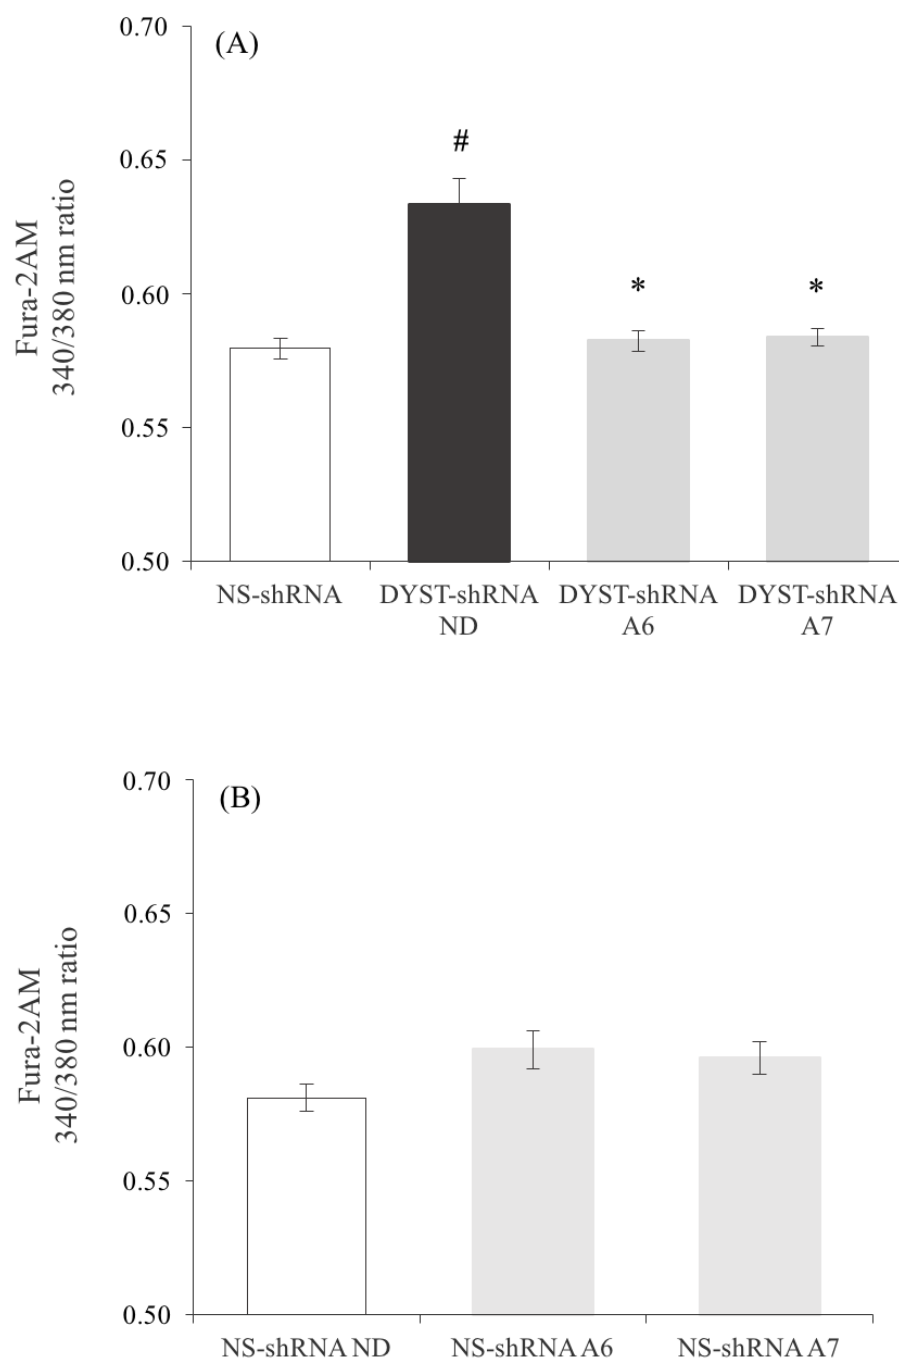 (A)
0.70
0.65
0.60
0.55
0.50
Fura-2AM
340/380 nm ratio
#
*
*
NS-shRNA
DYST-shRNA
ND
DYST-shRNA
A6
DYST-shRNA
A7
(B)
0.70
0.65
0.60
0.55
0.50
Fura-2AM
340/380 nm ratio
NS-shRNA ND
NS-shRNA A6
NS-shRNA A7